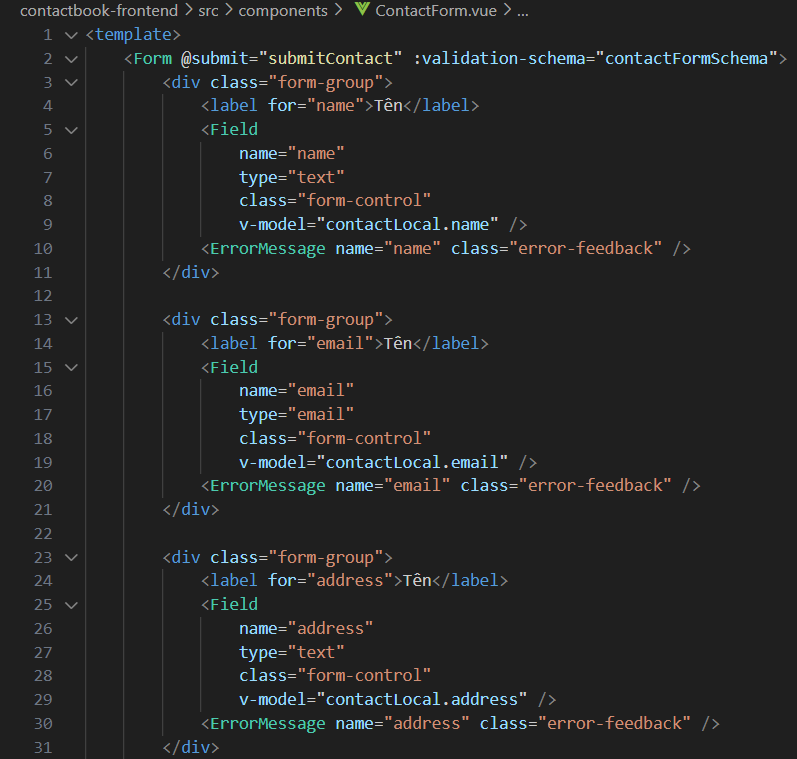 contactbook-frontend > src > components > ContactForm.vue > ...
1 <template>
2 <Form @submit="submitContact" :validation-schema="contactFormSchema">
3 <div class="form-group">
4 <label for="name">Tên</label>
5 <Field
6 name="name"
7 type="text"
8 class="form-control"
9 v-model="contactLocal.name" />
10 <ErrorMessage name="name" class="error-feedback" />
11 </div>
12
13 <div class="form-group">
14 <label for="email">Tên</label>
15 <Field
16 name="email"
17 type="email"
18 class="form-control"
19 v-model="contactLocal.email" />
20 <ErrorMessage name="email" class="error-feedback" />
21 </div>
22
23 <div class="form-group">
24 <label for="address">Tên</label>
25 <Field
26 name="address"
27 type="text"
28 class="form-control"
29 v-model="contactLocal.address" />
30 <ErrorMessage name="address" class="error-feedback" />
31 </div>